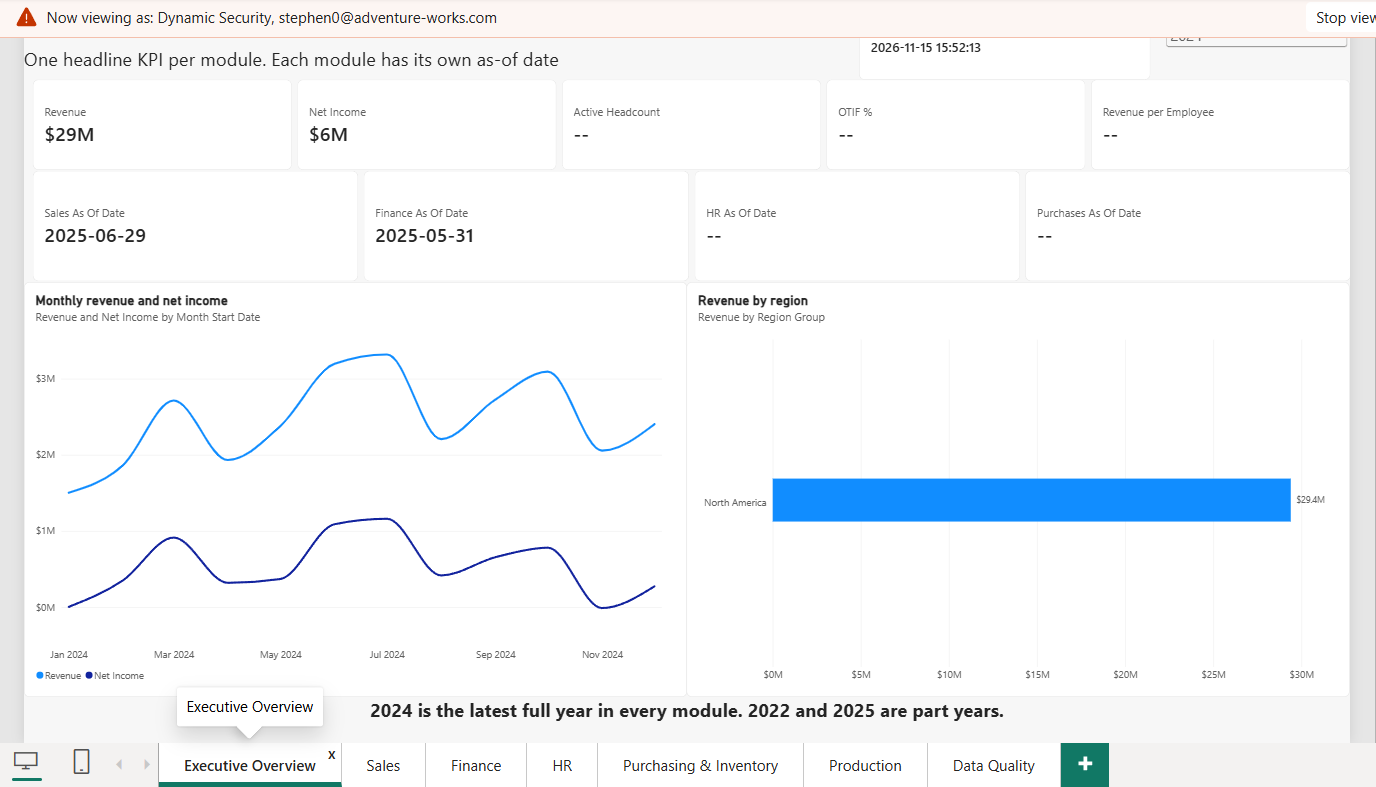 Now viewing as: Dynamic Security, stephen0@adventure-works.com
Stop view
One headline KPI per module. Each module has its own as-of date
2026-11-15 15:52:13
Revenue
$29M
Net Income
$6M
Active Headcount
--
OTIF %
--
Revenue per Employee
--
Sales As Of Date
2025-06-29
Finance As Of Date
2025-05-31
HR As Of Date
--
Purchases As Of Date
--
Monthly revenue and net income
Revenue and Net Income by Month Start Date
$3M
$2M
$1M
$0M
Jan 2024 Mar 2024 May 2024 Jul 2024 Sep 2024 Nov 2024
Revenue Net Income
Revenue by region
Revenue by Region Group
North America
$29.4M
$0M $5M $10M $15M $20M $25M $30M
Executive Overview
2024 is the latest full year in every module. 2022 and 2025 are part years.
Executive Overview x Sales Finance HR Purchasing & Inventory Production Data Quality +